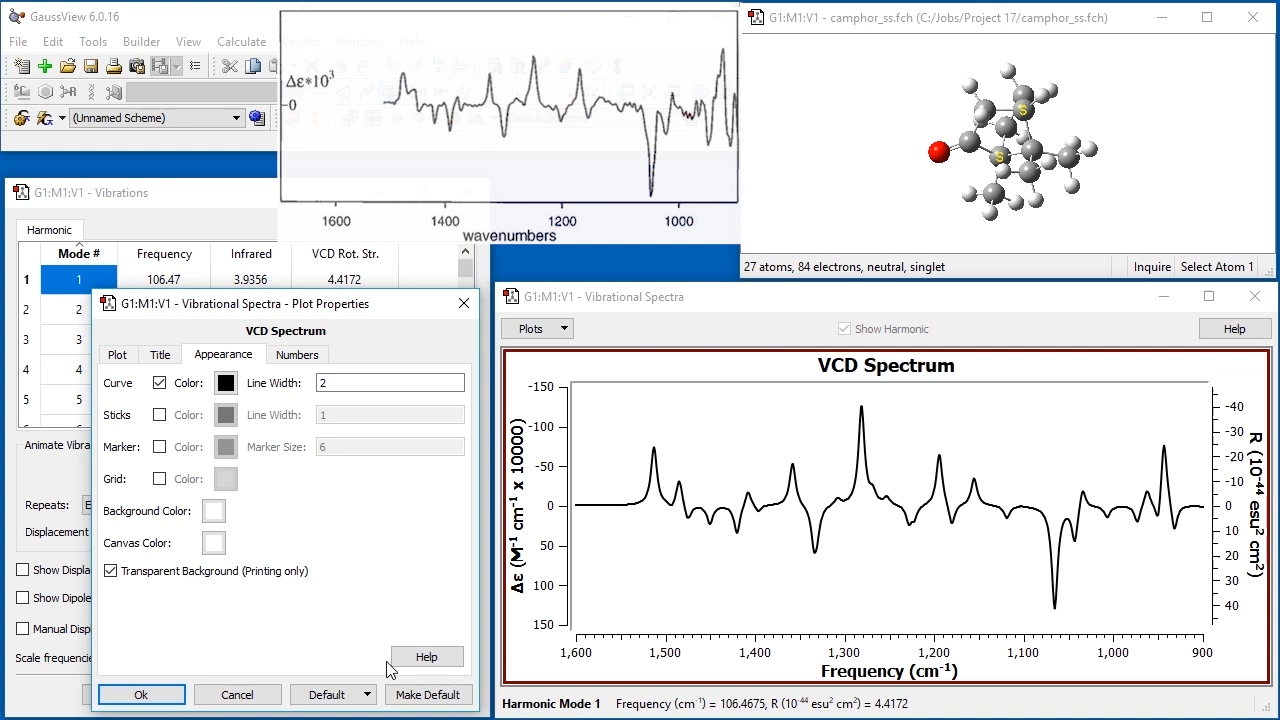 GaussView 6.0.16
File Edit Tools Builder View Calculate Results Windows Help
(Unnamed Scheme)
Δε*10³
0
1600 1400 1200 1000
wavenumbers
G1:M1:V1 - camphor_ss.fch (C:/Jobs/Project 17/camphor_ss.fch)
S
S
27 atoms, 84 electrons, neutral, singlet Inquire Select Atom 1
G1:M1:V1 - Vibrations
Harmonic
Mode # Frequency Infrared VCD Rot. Str.
1 1 106.47 3.9356 4.4172
2 2
3 3
4 4
5 5
Animate Vibra
Repeats: E
Displacement
Show Displa
Show Dipole
Manual Disp
Scale frequencie
G1:M1:V1 - Vibrational Spectra - Plot Properties
VCD Spectrum
Plot Title Appearance Numbers
Curve Color: Line Width: 2
Sticks Color: Line Width: 1
Marker: Color: Marker Size: 6
Grid: Color:
Background Color:
Canvas Color:
Transparent Background (Printing only)
Help
Ok Cancel Default Make Default
G1:M1:V1 - Vibrational Spectra
Plots Show Harmonic Help
VCD Spectrum
Δε (M⁻¹ cm⁻¹ x 10000)
-150
-100
-50
0
50
100
150
-40
-30
-20
-10
0
10
20
30
40
R (10⁻⁴⁴ esu² cm²)
1,600 1,500 1,400 1,300 1,200 1,100 1,000 900
Frequency (cm⁻¹)
Harmonic Mode 1 Frequency (cm⁻¹) = 106.4675, R (10⁻⁴⁴ esu² cm²) = 4.4172